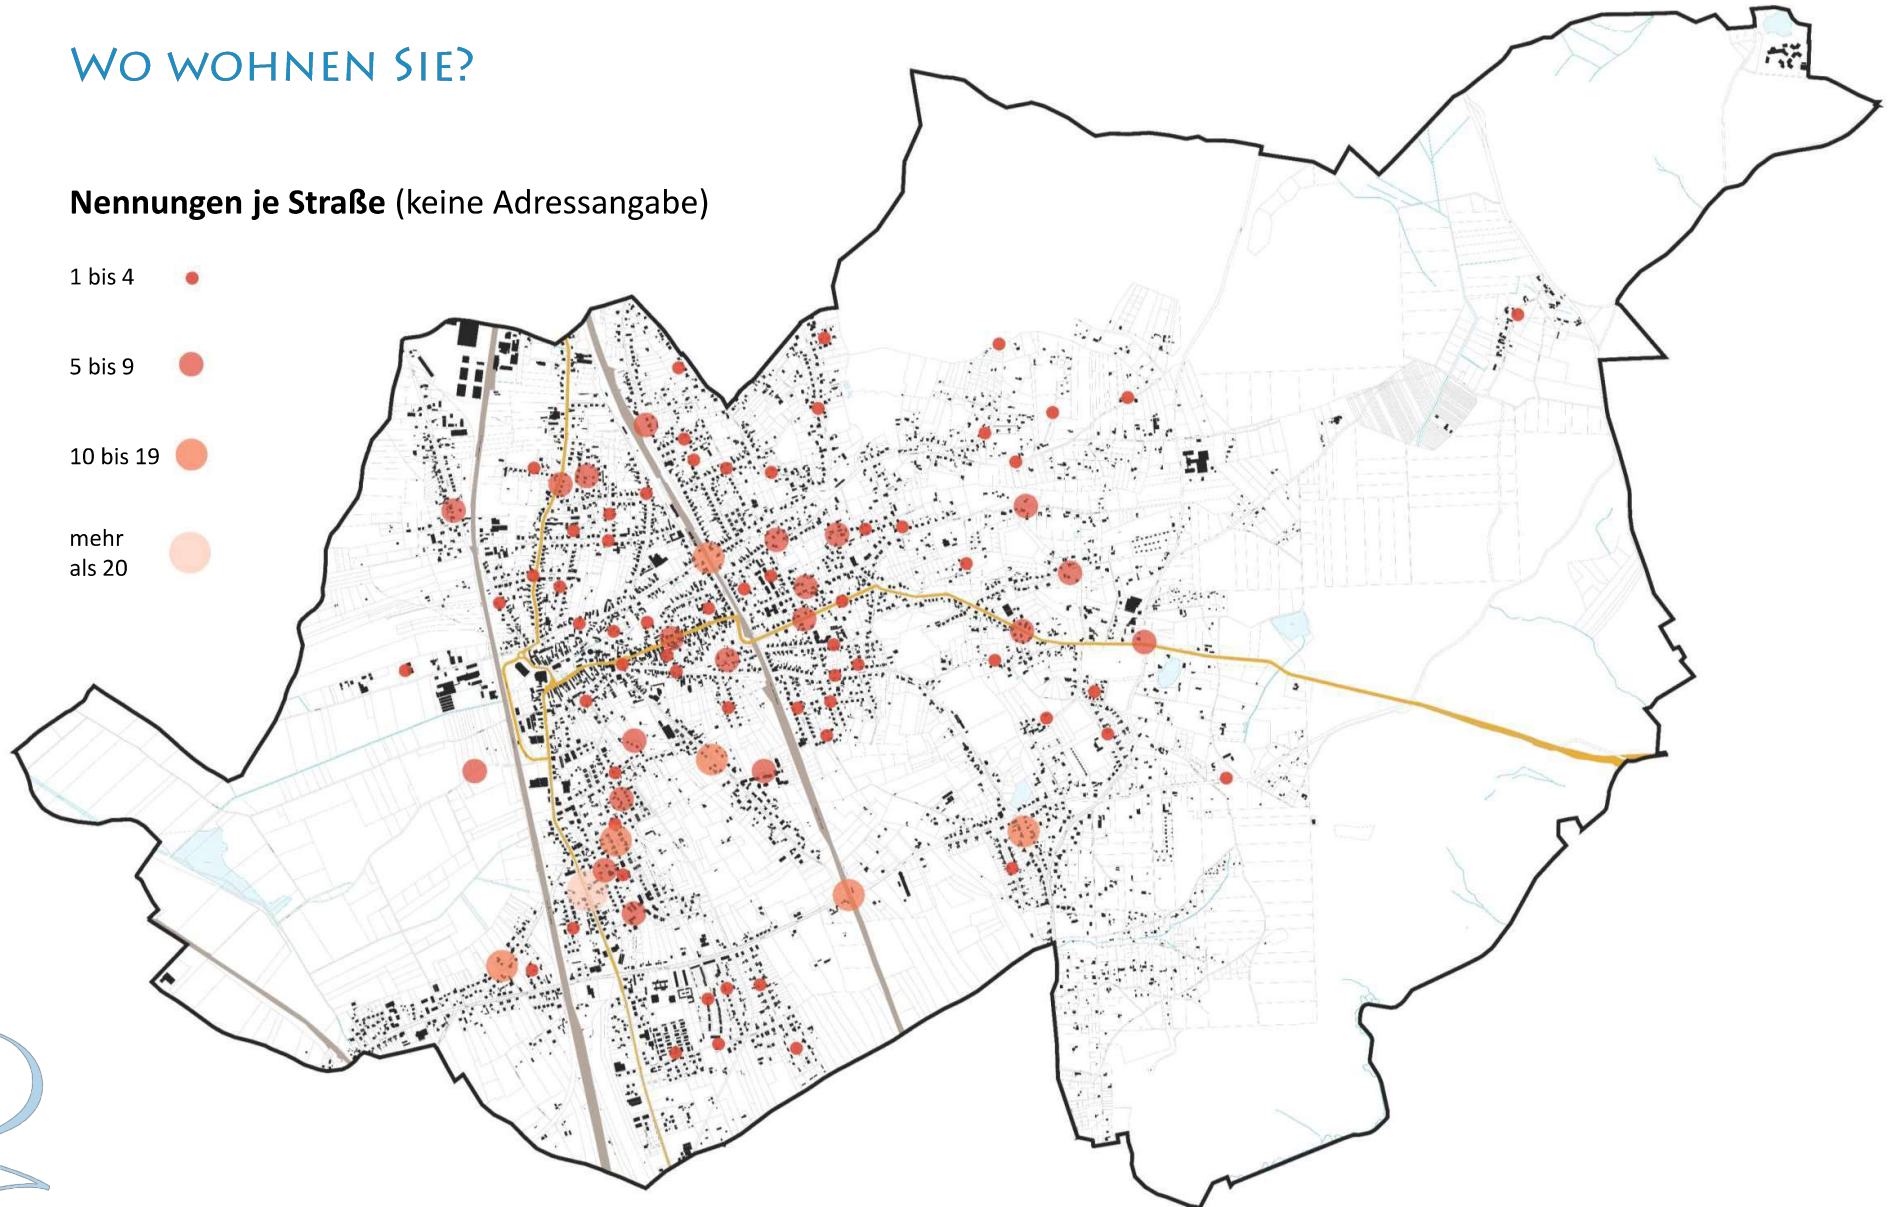 Wo wohnen Sie?
Nennungen je Straße (keine Adressangabe)
1 bis 4
5 bis 9
10 bis 19
mehr
als 20